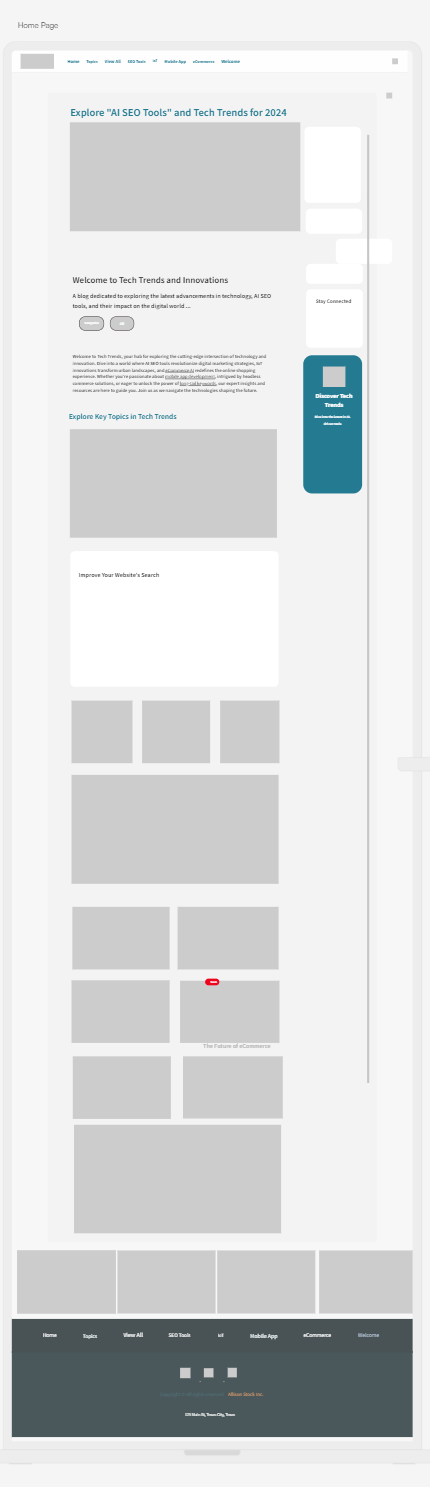 Home Page
Home Topics View All SEO Tools IoT Mobile App eCommerce Welcome
Explore "AI SEO Tools" and Tech Trends for 2024
Welcome to Tech Trends and Innovations
A blog dedicated to exploring the latest advancements in technology, AI SEO
tools, and their impact on the digital world...
Stay Connected
Welcome to Tech Trends, your hub for exploring the cutting-edge intersection of technology and
innovation. Dive into a world where AI SEO tools revolutionize digital marketing strategies, IoT
innovations transform urban landscapes, and eCommerce AI redefines the online shopping
experience. Whether you're passionate about mobile app development, intrigued by headless
commerce solutions, or eager to unlock the power of long-tail keywords, our expert insights and
resources are here to guide you. Join us as we navigate the technologies shaping the future.
Discover Tech
Trends
Explore Key Topics in Tech Trends
Improve Your Website's Search
The Future of eCommerce
Home Topics View All SEO Tools IoT Mobile App eCommerce Welcome
Allison Stock Inc.
123 Main St, Texas City, Texas